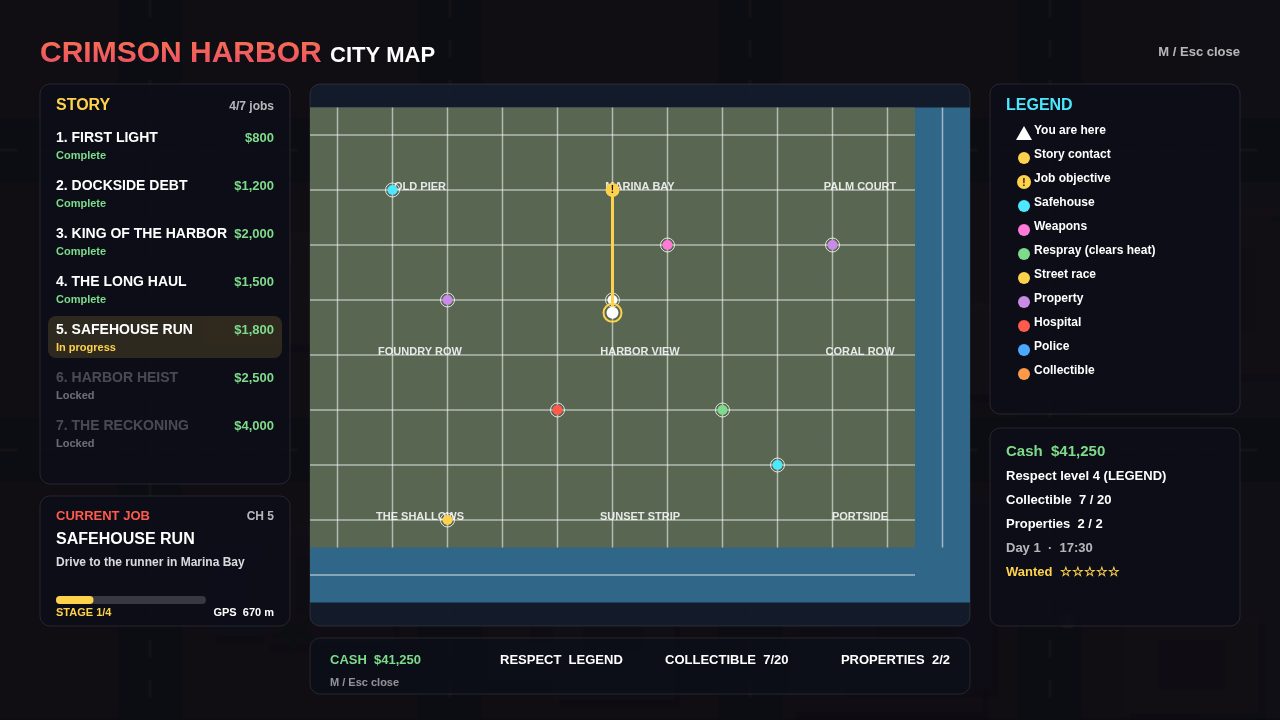 CRIMSON HARBOR CITY MAP
M / Esc close
STORY 4/7 jobs
1. FIRST LIGHT $800
Complete
2. DOCKSIDE DEBT $1,200
Complete
3. KING OF THE HARBOR $2,000
Complete
4. THE LONG HAUL $1,500
Complete
5. SAFEHOUSE RUN $1,800
In progress
6. HARBOR HEIST $2,500
Locked
7. THE RECKONING $4,000
Locked
CURRENT JOB CH 5
SAFEHOUSE RUN
Drive to the runner in Marina Bay
STAGE 1/4 GPS 670 m
OLD PIER MARINA BAY PALM COURT
!
FOUNDRY ROW HARBOR VIEW CORAL ROW
THE SHALLOWS SUNSET STRIP PORTSIDE
CASH $41,250 RESPECT LEGEND COLLECTIBLE 7/20 PROPERTIES 2/2
M / Esc close
LEGEND
You are here
Story contact
! Job objective
Safehouse
Weapons
Respray (clears heat)
Street race
Property
Hospital
Police
Collectible
Cash $41,250
Respect level 4 (LEGEND)
Collectible 7 / 20
Properties 2 / 2
Day 1 · 17:30
Wanted ☆☆☆☆☆